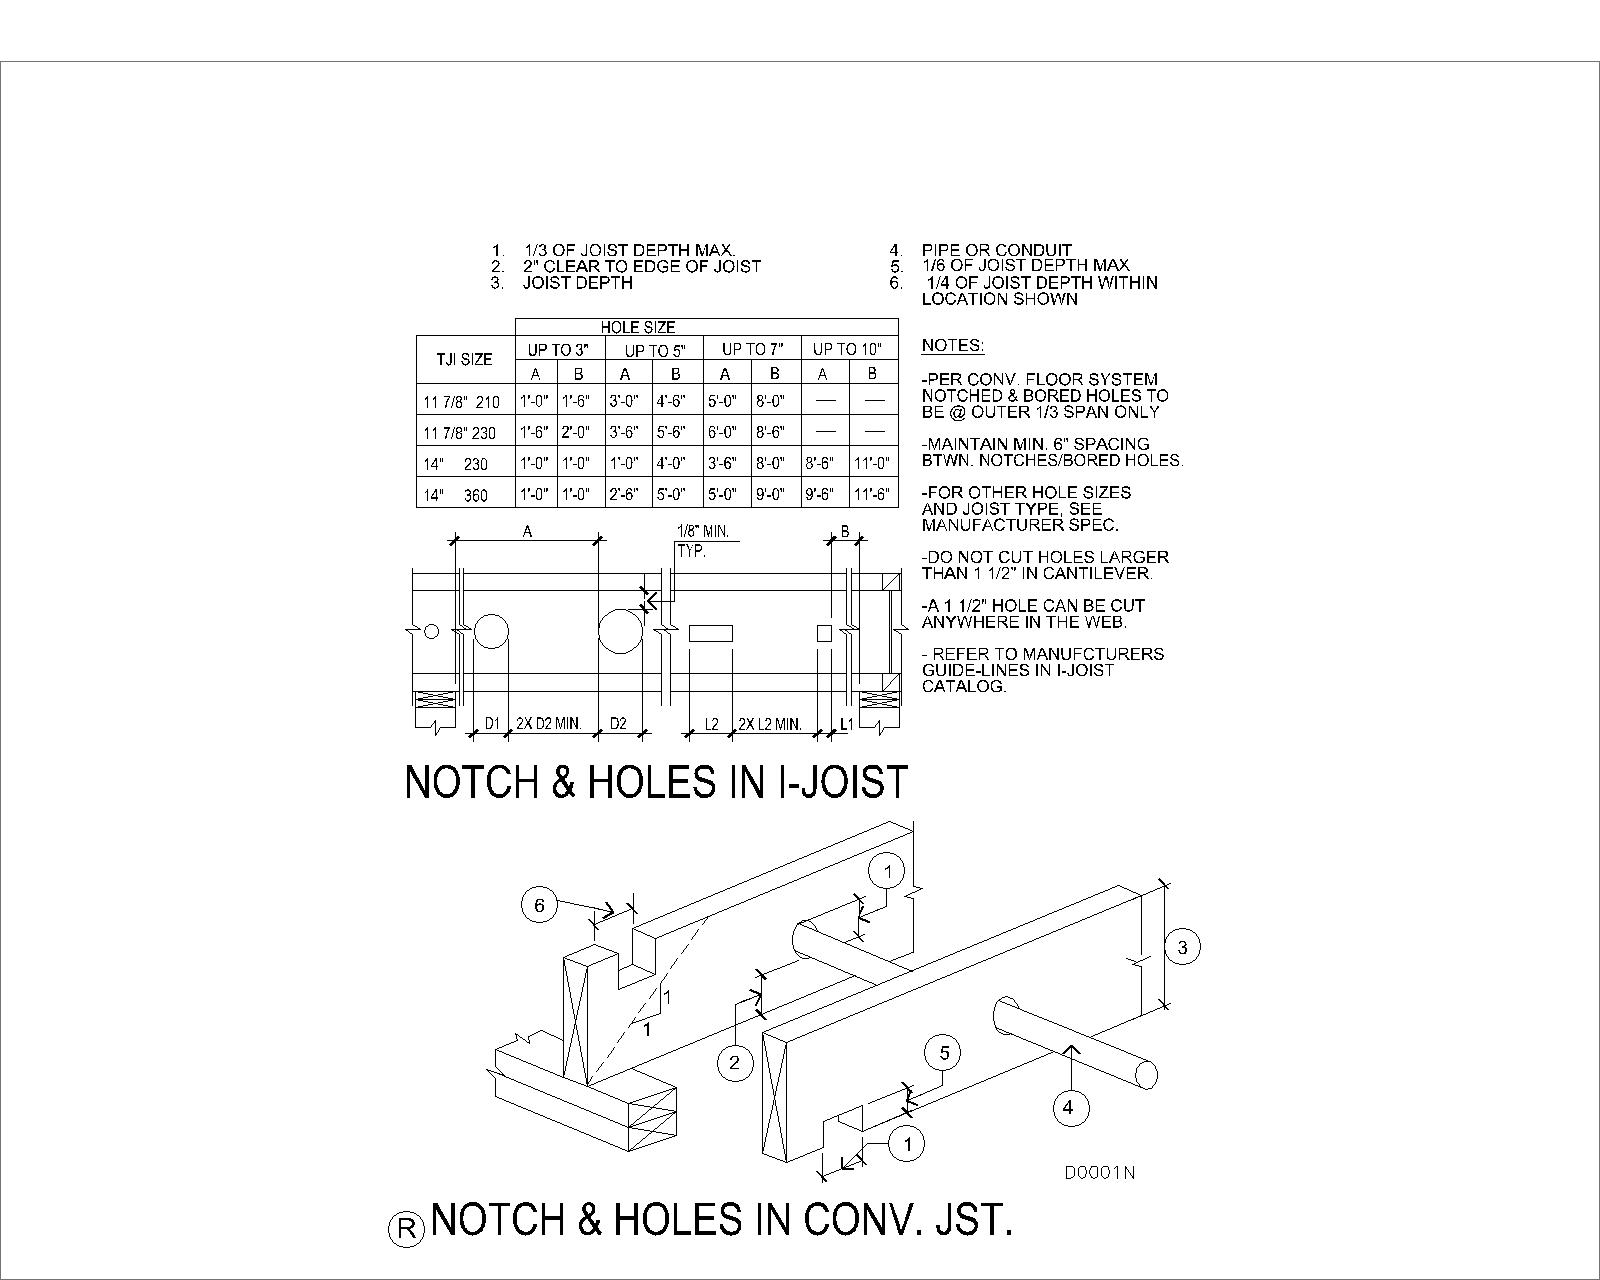 1. 1/3 OF JOIST DEPTH MAX.
2. 2" CLEAR TO EDGE OF JOIST
3. JOIST DEPTH
4. PIPE OR CONDUIT
5. 1/6 OF JOIST DEPTH MAX
6. 1/4 OF JOIST DEPTH WITHIN
LOCATION SHOWN
HOLE SIZE
TJI SIZE UP TO 3" UP TO 5" UP TO 7" UP TO 10"
A B A B A B A B
11 7/8" 210 1'-0" 1'-6" 3'-0" 4'-6" 5'-0" 8'-0" — —
11 7/8" 230 1'-6" 2'-0" 3'-6" 5'-6" 6'-0" 8'-6" — —
14" 230 1'-0" 1'-0" 1'-0" 4'-0" 3'-6" 8'-0" 8'-6" 11'-0"
14" 360 1'-0" 1'-0" 2'-6" 5'-0" 5'-0" 9'-0" 9'-6" 11'-6"
NOTES:
-PER CONV. FLOOR SYSTEM
NOTCHED & BORED HOLES TO
BE @ OUTER 1/3 SPAN ONLY
-MAINTAIN MIN. 6" SPACING
BTWN. NOTCHES/BORED HOLES.
-FOR OTHER HOLE SIZES
AND JOIST TYPE, SEE
MANUFACTURER SPEC.
-DO NOT CUT HOLES LARGER
THAN 1 1/2" IN CANTILEVER.
-A 1 1/2" HOLE CAN BE CUT
ANYWHERE IN THE WEB.
- REFER TO MANUFCTURERS
GUIDE-LINES IN I-JOIST
CATALOG.
A
1/8" MIN.
TYP.
B
D1 2X D2 MIN. D2 L2 2X L2 MIN. L1
NOTCH & HOLES IN I-JOIST
1
6
3
1
1
2
5
4
1
D0001N
R NOTCH & HOLES IN CONV. JST.